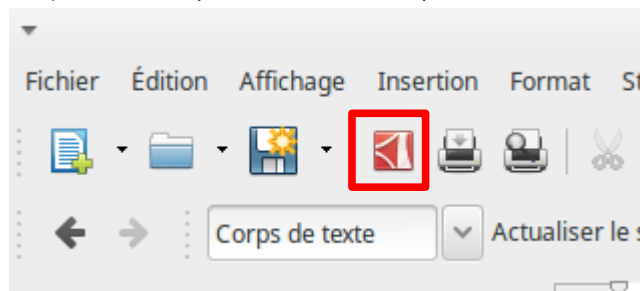 Fichier Édition Affichage Insertion Format
Corps de texte Actualiser le